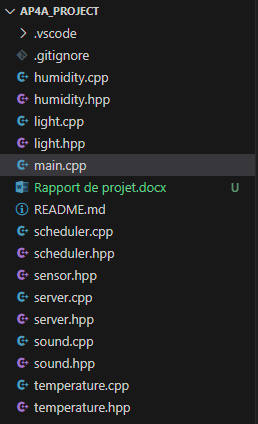 AP4A_PROJECT
.vscode
.gitignore
humidity.cpp
humidity.hpp
light.cpp
light.hpp
main.cpp
Rapport de projet.docx U
README.md
scheduler.cpp
scheduler.hpp
sensor.hpp
server.cpp
server.hpp
sound.cpp
sound.hpp
temperature.cpp
temperature.hpp